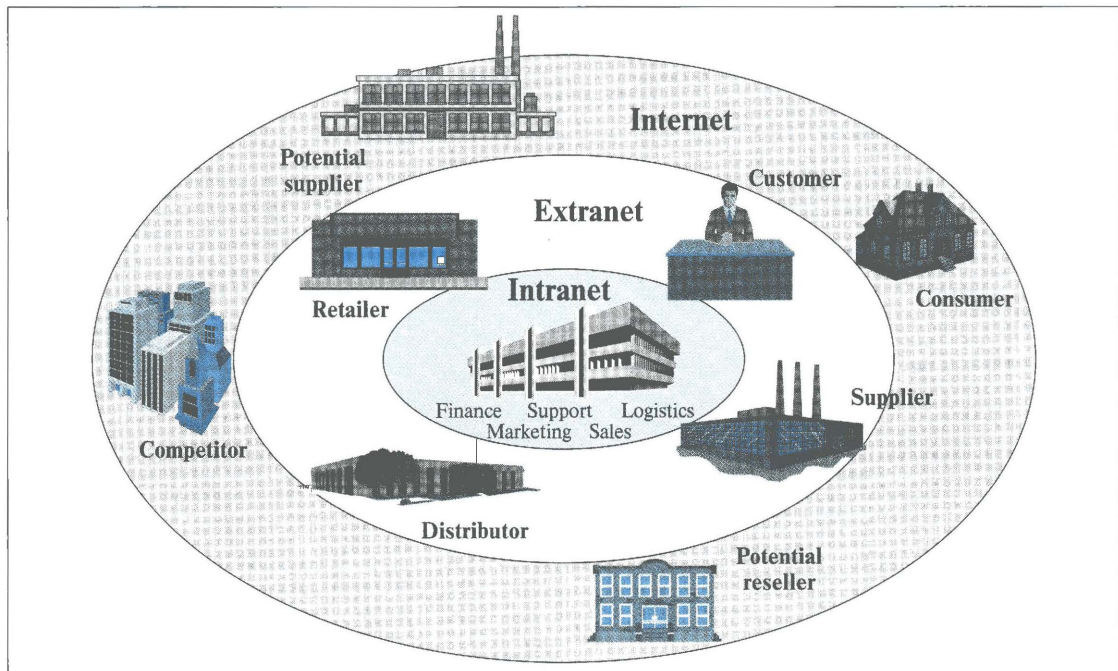 Internet
Potential
supplier
Customer
Extranet
Consumer
Intranet
Retailer
Finance Support Logistics
Marketing Sales
Supplier
Competitor
Distributor
Potential
reseller